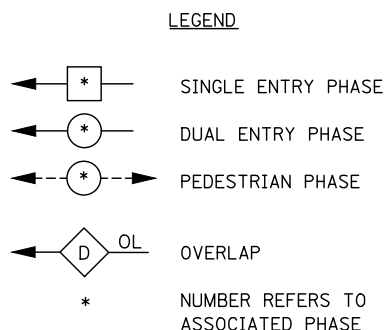 LEGEND
* SINGLE ENTRY PHASE
* DUAL ENTRY PHASE
* PEDESTRIAN PHASE
D OL OVERLAP
* NUMBER REFERS TO
ASSOCIATED PHASE